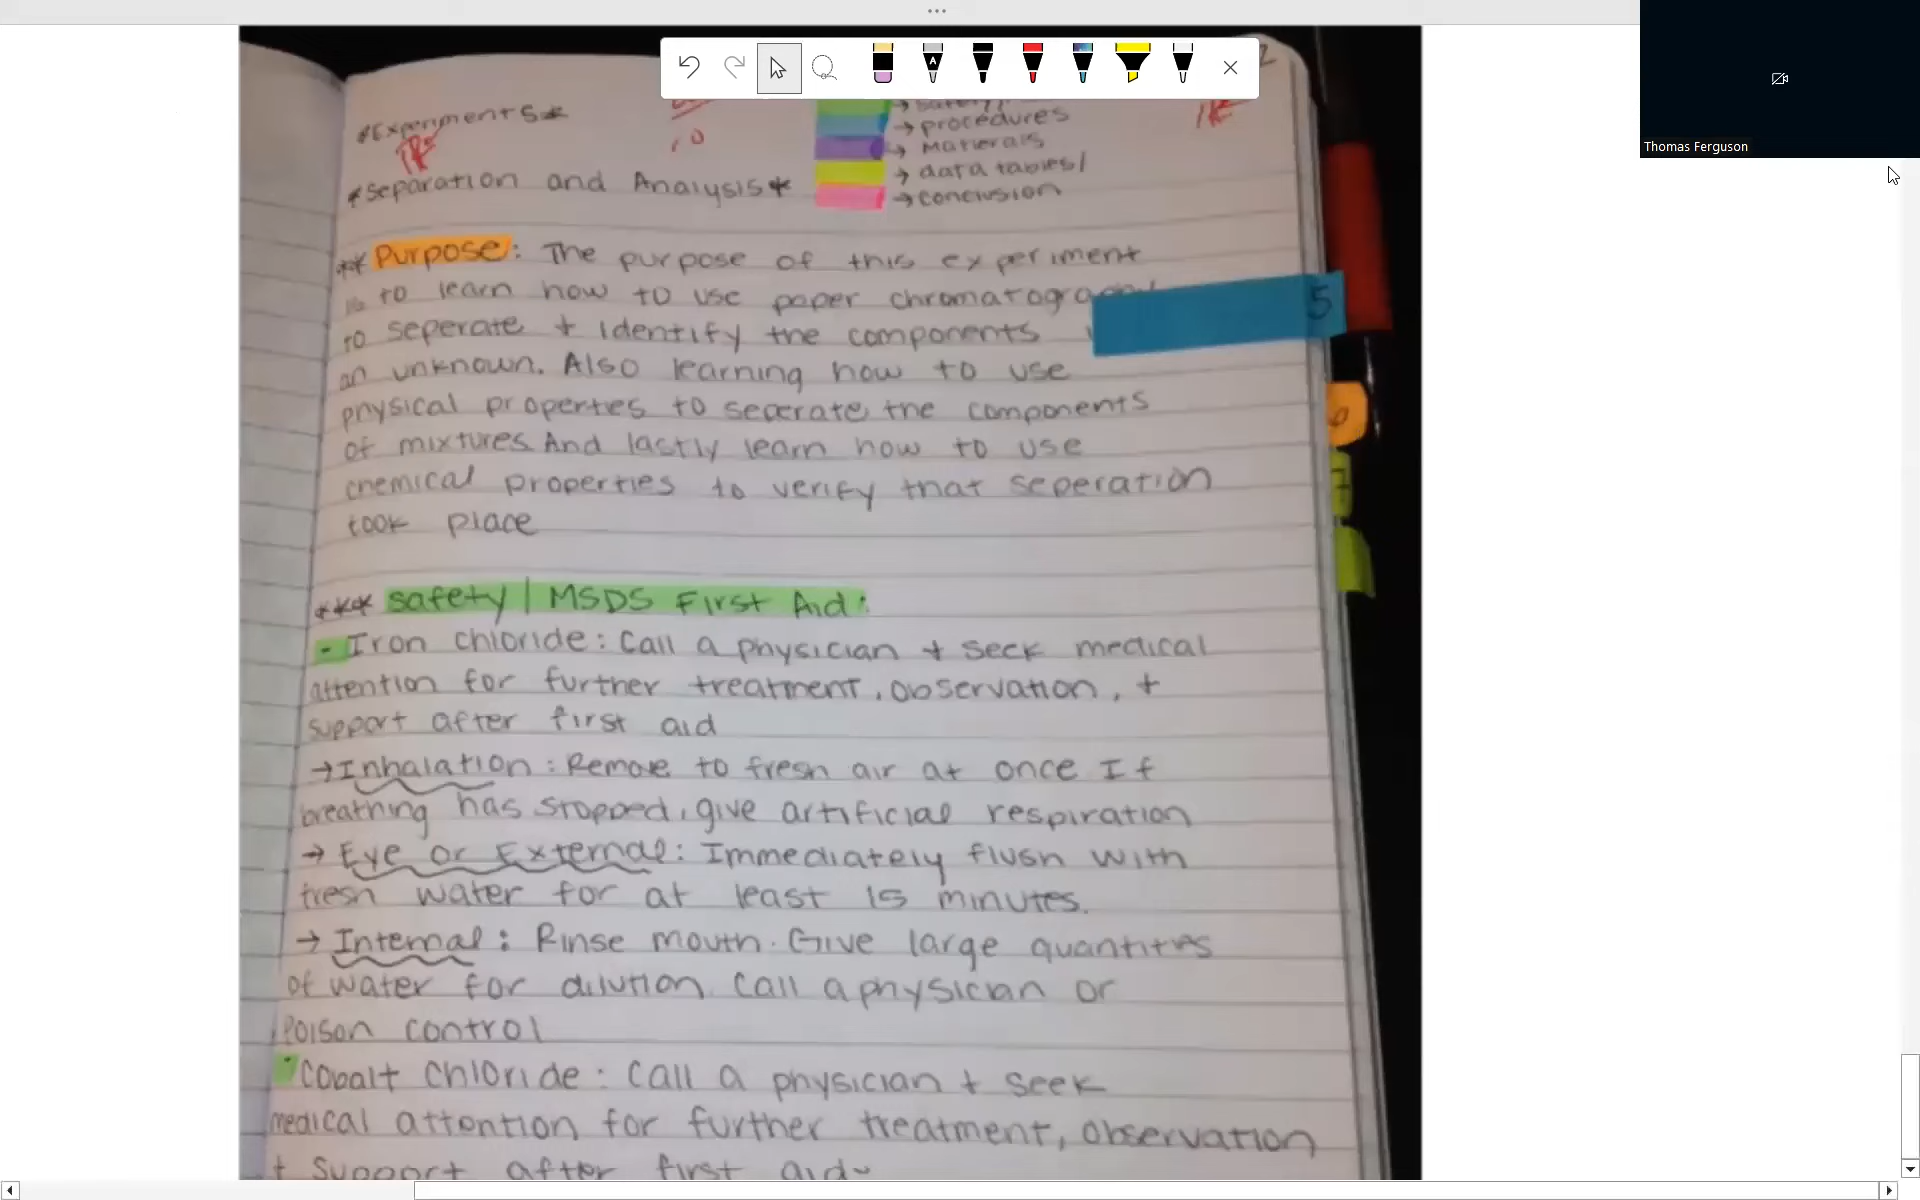 *Experiments*
*Separation and Analysis*
→ procedures
→ Materials
→ data tables/
→ conclusion
** Purpose: The purpose of this experiment
is to learn how to use paper
to seperate + Identify the components
an unknown. Also learning how to use
physical properties to seperate the components
of mixtures. And lastly learn how to use
chemical properties to verify that seperation
took place
5
6
7
*** Safety | MSDS First Aid:
- Iron chloride: Call a physician + seek medical
attention for further treatment, observation, +
support after first aid
→ Inhalation: Remove to fresh air at once If
breathing has stopped, give artificial respiration
→ Eye or External: Immediately flush with
fresh water for at least 15 minutes.
→ Internal: Rinse mouth. Give large quantities
of water for dilution. Call a physician or
Poison control
Cobalt Chloride: Call a physician + seek
medical attention for further treatment, observation
+ support after first aid
Thomas Ferguson